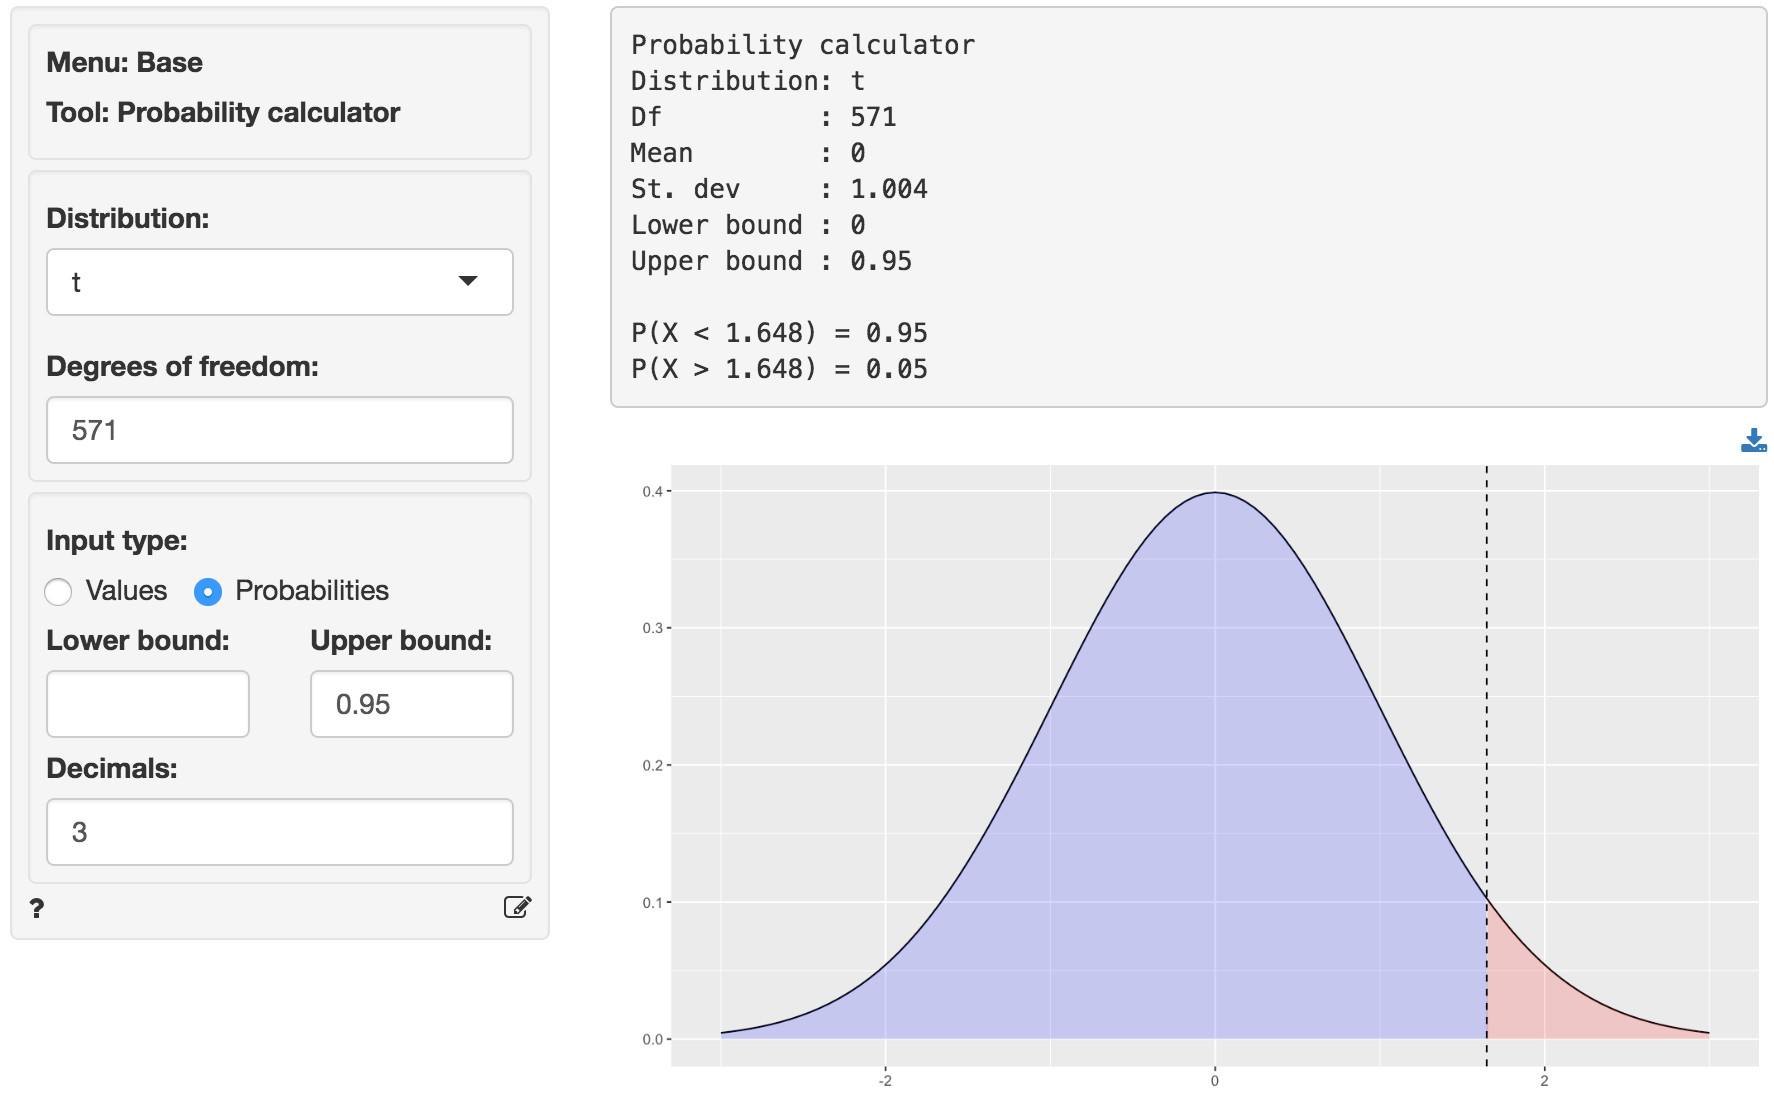 Menu: Base
Tool: Probability calculator
Distribution:
t
Degrees of freedom:
571
Input type:
Values Probabilities
Lower bound: Upper bound:
0.95
Decimals:
3
?
Probability calculator
Distribution: t
Df : 571
Mean : 0
St. dev : 1.004
Lower bound : 0
Upper bound : 0.95
P(X < 1.648) = 0.95
P(X > 1.648) = 0.05
0.4
0.3
0.2
0.1
0.0
-2 0 2